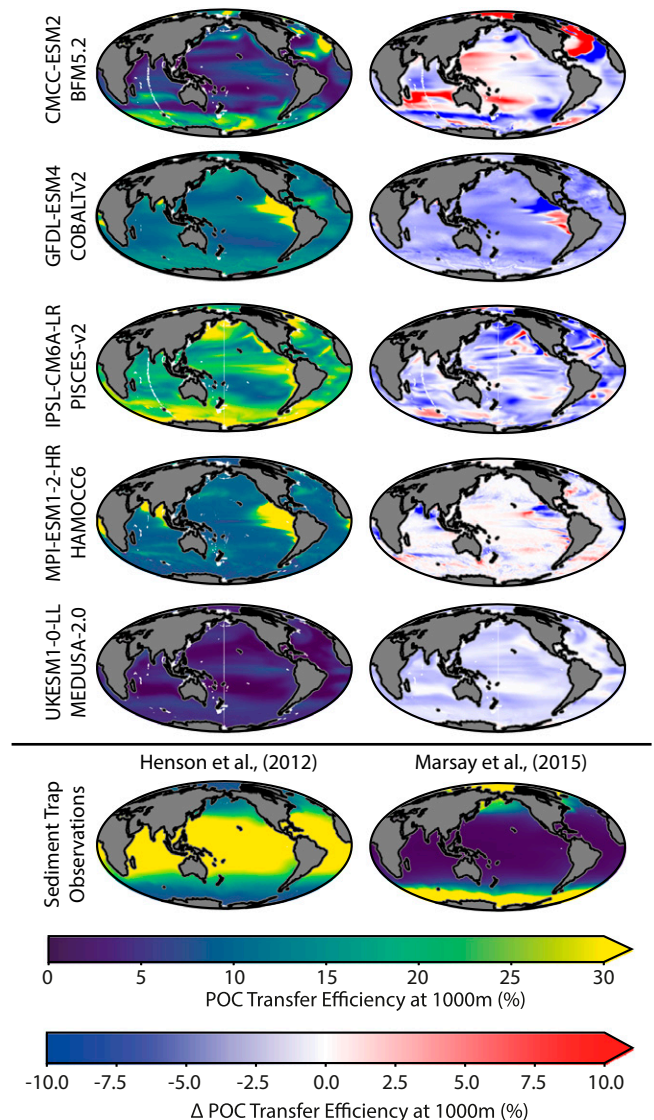 CMCC-ESM2
BFM5.2
GFDL-ESM4
COBALTv2
IPSL-CM6A-LR
PISCES-v2
MPI-ESM1-2-HR
HAMOCC6
UKESM1-0-LL
MEDUSA-2.0
Henson et al., (2012) Marsay et al., (2015)
Sediment Trap
Observations
0 5 10 15 20 25 30
POC Transfer Efficiency at 1000m (%)
-10.0 -7.5 -5.0 -2.5 0.0 2.5 5.0 7.5 10.0
Δ POC Transfer Efficiency at 1000m (%)